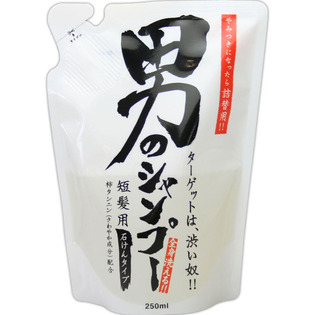 やみつきになったら
詰替用!!
男のシャンプー
ターゲットは、渋い奴!!
全身洗える!!
短髪用
石けんタイプ
柿タンニン(さわやか成分)配合
250ml